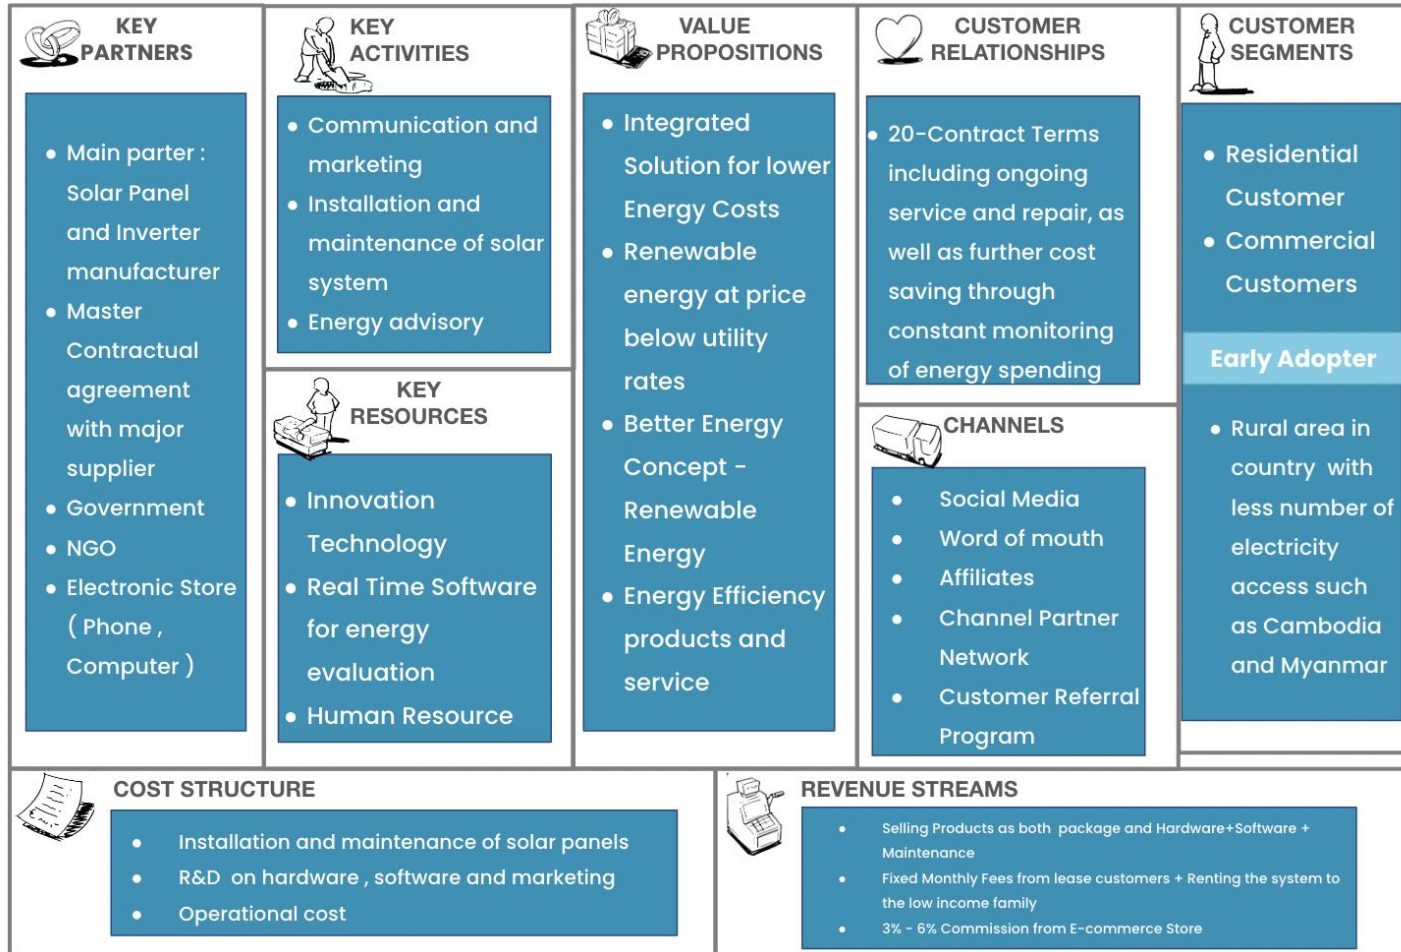 KEY
PARTNERS
Main parter :
Solar Panel
and Inverter
manufacturer
Master
Contractual
agreement
with major
supplier
Government
NGO
Electronic Store
( Phone ,
Computer )
KEY
ACTIVITIES
Communication and
marketing
Installation and
maintenance of solar
system
Energy advisory
KEY
RESOURCES
Innovation
Technology
Real Time Software
for energy
evaluation
Human Resource
VALUE
PROPOSITIONS
Integrated
Solution for lower
Energy Costs
Renewable
energy at price
below utility
rates
Better Energy
Concept -
Renewable
Energy
Energy Efficiency
products and
service
CUSTOMER
RELATIONSHIPS
20-Contract Terms
including ongoing
service and repair, as
well as further cost
saving through
constant monitoring
of energy spending
CHANNELS
Social Media
Word of mouth
Affiliates
Channel Partner
Network
Customer Referral
Program
CUSTOMER
SEGMENTS
Residential
Customer
Commercial
Customers
Early Adopter
Rural area in
country with
less number of
electricity
access such
as Cambodia
and Myanmar
COST STRUCTURE
Installation and maintenance of solar panels
R&D on hardware , software and marketing
Operational cost
REVENUE STREAMS
Selling Products as both package and Hardware+Software +
Maintenance
Fixed Monthly Fees from lease customers + Renting the system to
the low income family
3% - 6% Commission from E-commerce Store